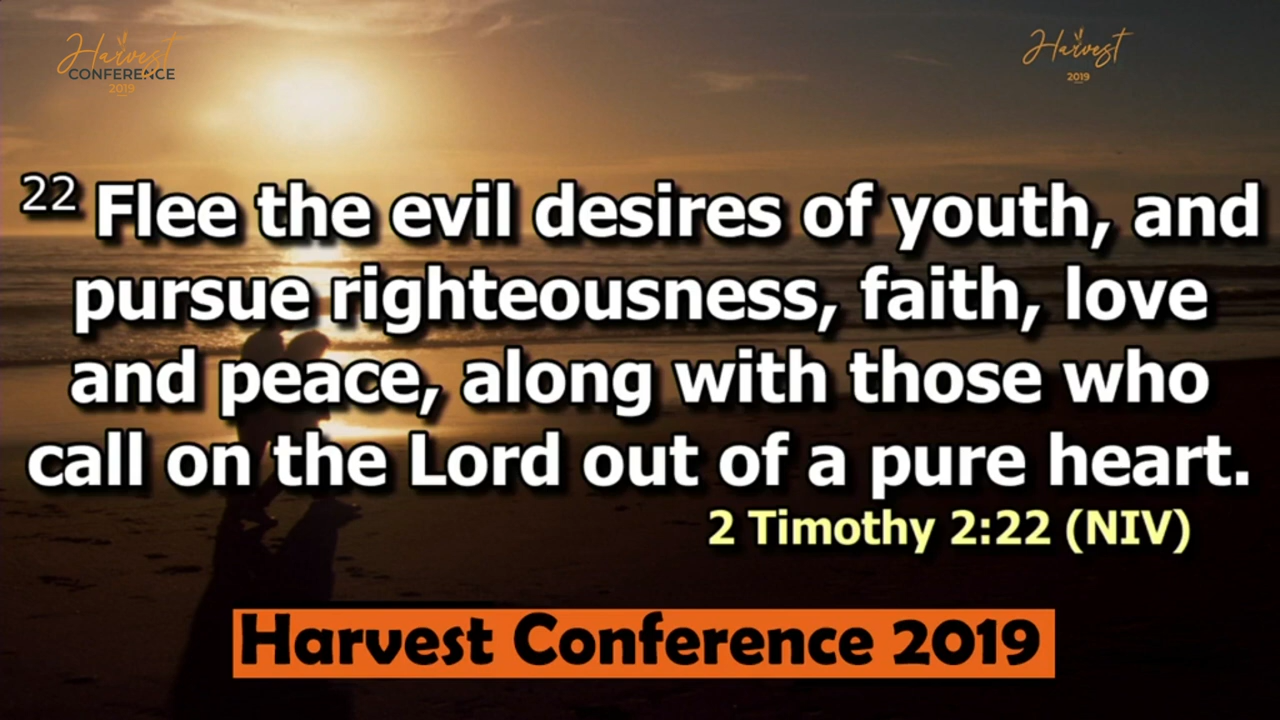 Harvest
CONFERENCE
2019
Harvest
2019
22 Flee the evil desires of youth, and
pursue righteousness, faith, love
and peace, along with those who
call on the Lord out of a pure heart.
2 Timothy 2:22 (NIV)
Harvest Conference 2019